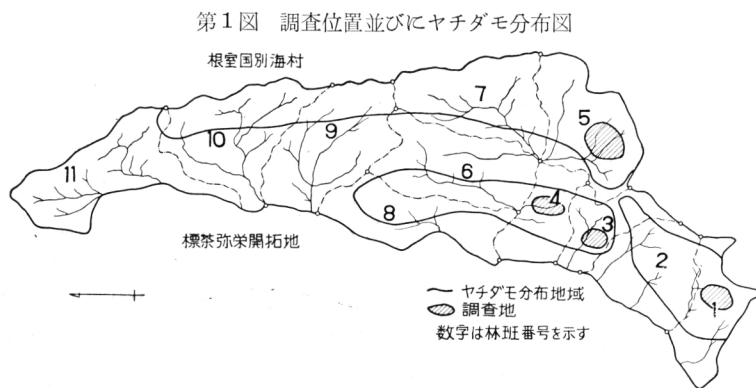 第1図 調査位置並びにヤチダモ分布図
根室国別海村
7
5
10
9
11
6
4
8
3
標茶弥栄開拓地
2
1
ヤチダモ分布地域
調査地
数字は林班番号を示す